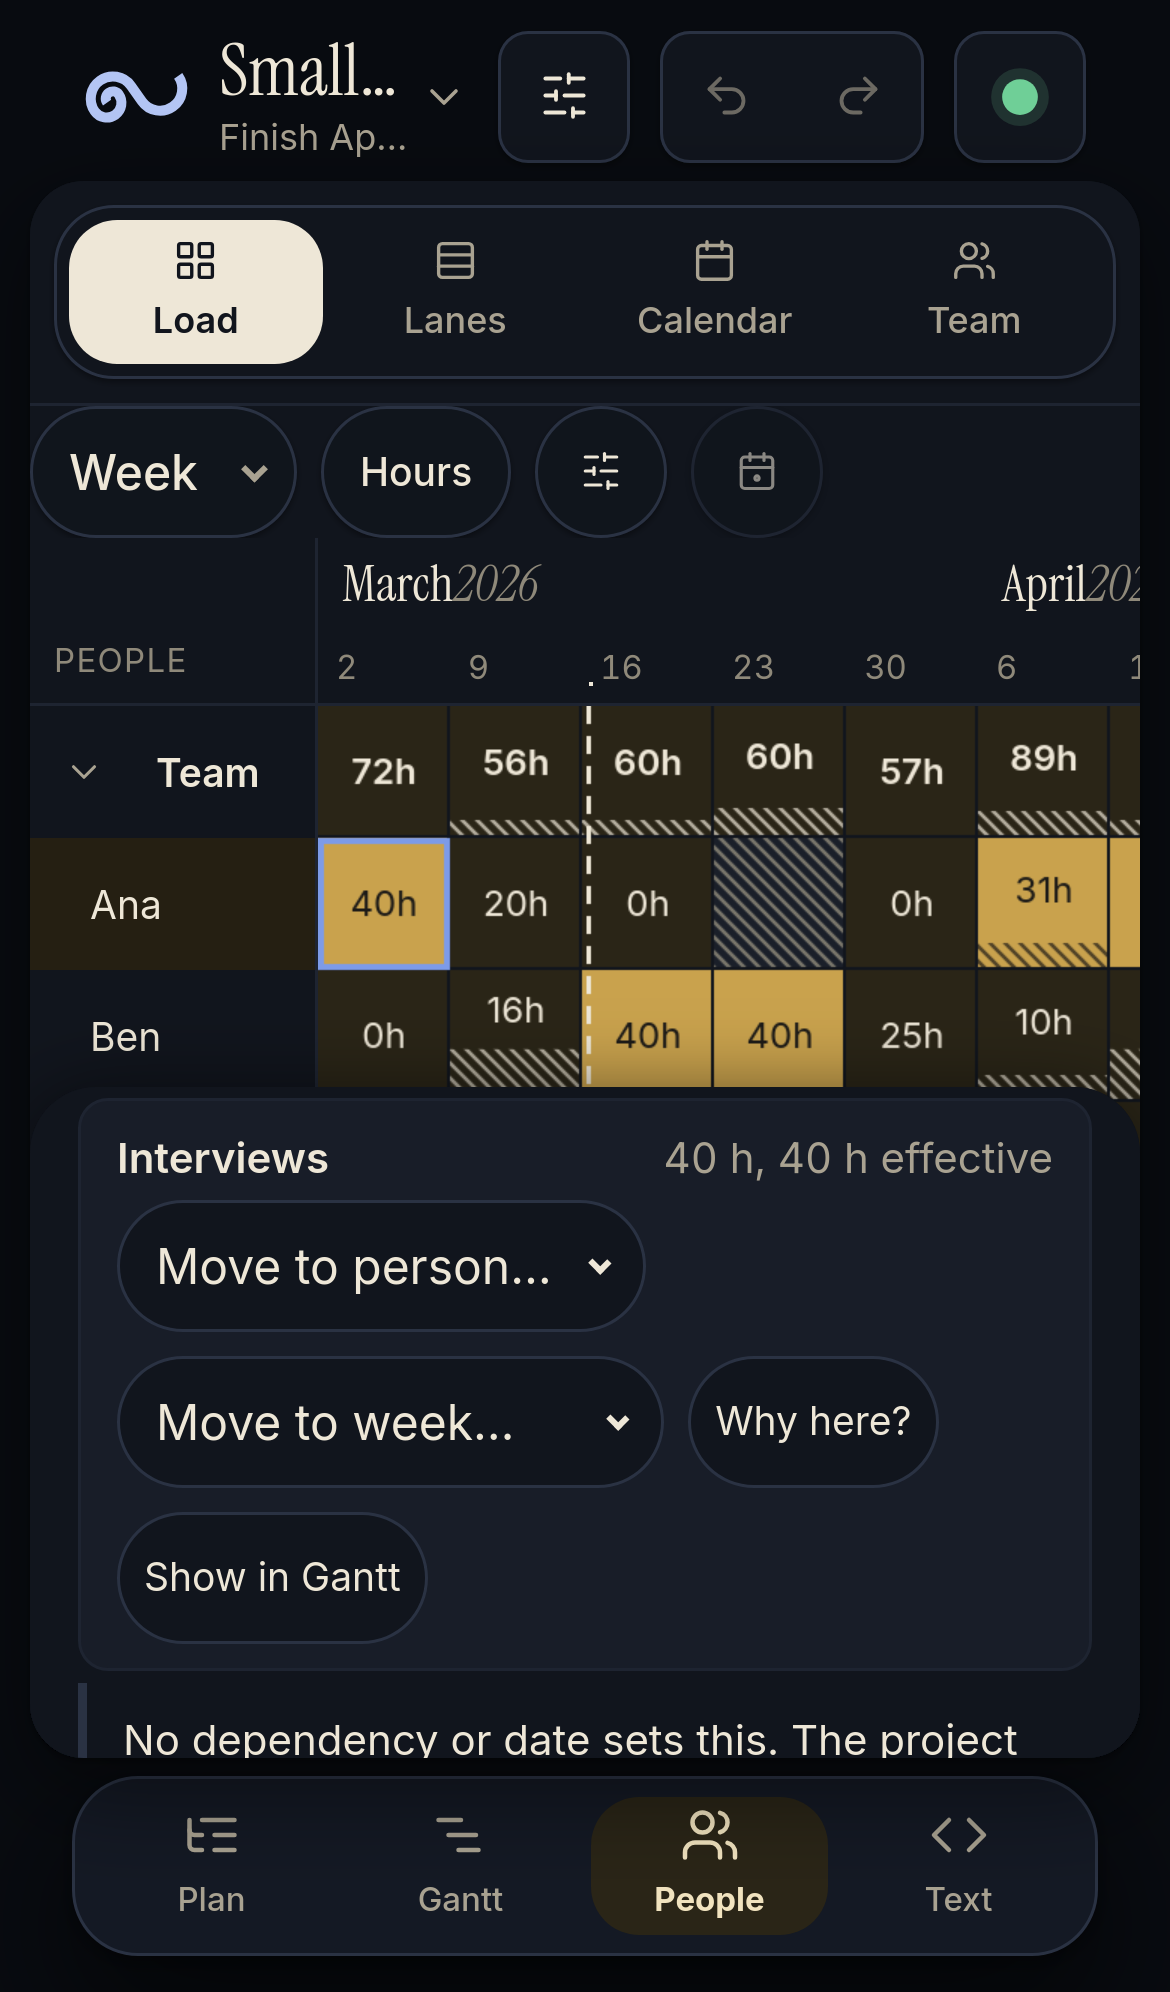 Small...
Finish Ap...
Load Lanes Calendar Team
Week Hours
March2026 April202
PEOPLE 2 9 16 23 30 6 1
Team 72h 56h 60h 60h 57h 89h
Ana 40h 20h 0h 0h 31h
Ben 0h 16h 40h 40h 25h 10h
Interviews 40 h, 40 h effective
Move to person...
Move to week... Why here?
Show in Gantt
No dependency or date sets this. The project
Plan Gantt People Text